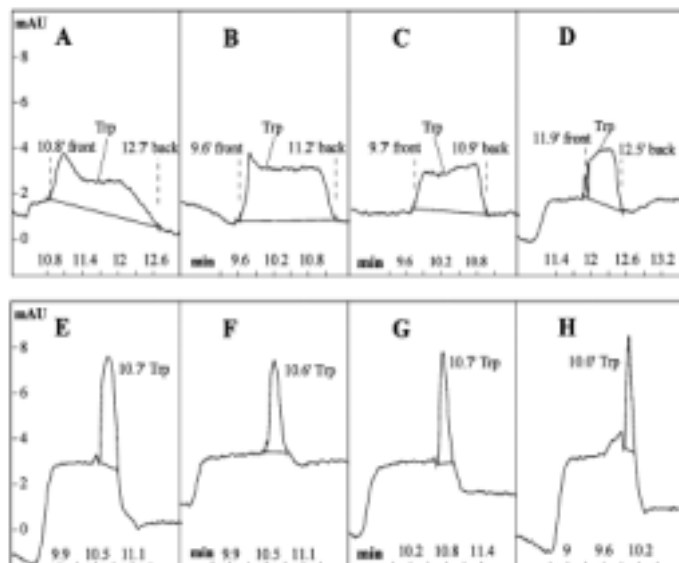 mAU
A
B
C
D
8
6
4
2
0
Trp
10.8' front
12.7' back
Trp
9.6' front
11.2' back
Trp
9.7' front
10.9' back
Trp
11.9' front
12.5' back
10.8 11.4 12 12.6
min 9.6 10.2 10.8
min 9.6 10.2 10.8
11.4 12 12.6 13.2
mAU
E
F
G
H
8
6
4
2
0
10.7' Trp
10.6' Trp
10.7' Trp
10.0' Trp
9.9 10.5 11.1
min 9.9 10.5 11.1
10.2 10.8 11.4
min 9 9.6 10.2